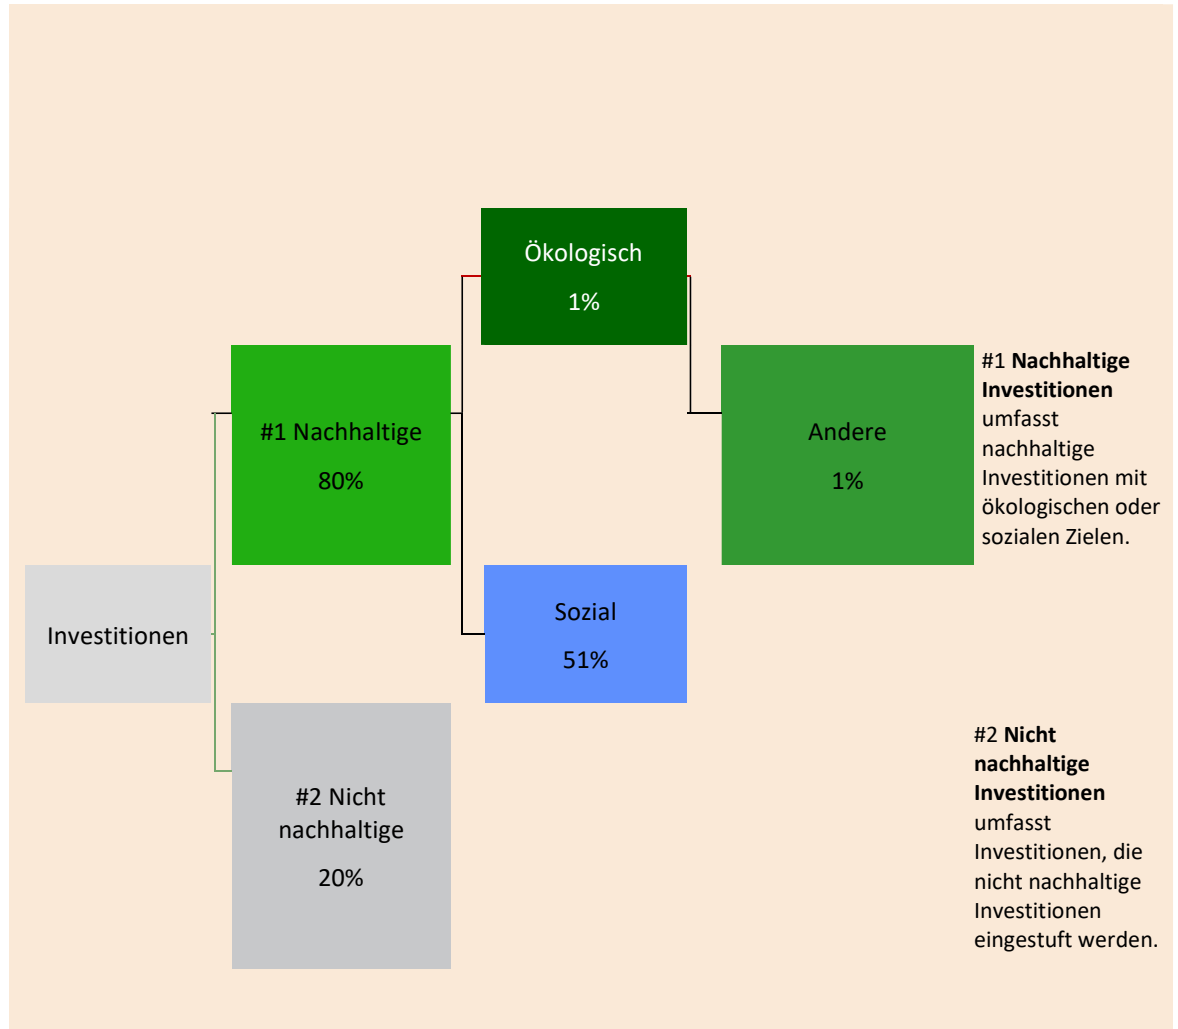 Ökologisch
1%
#1 Nachhaltige
80%
Andere
1%
#1 Nachhaltige
Investitionen
umfasst
nachhaltige
Investitionen mit
ökologischen oder
sozialen Zielen.
Investitionen
Sozial
51%
#2 Nicht
nachhaltige
20%
#2 Nicht
nachhaltige
Investitionen
umfasst
Investitionen, die
nicht nachhaltige
Investitionen
eingestuft werden.